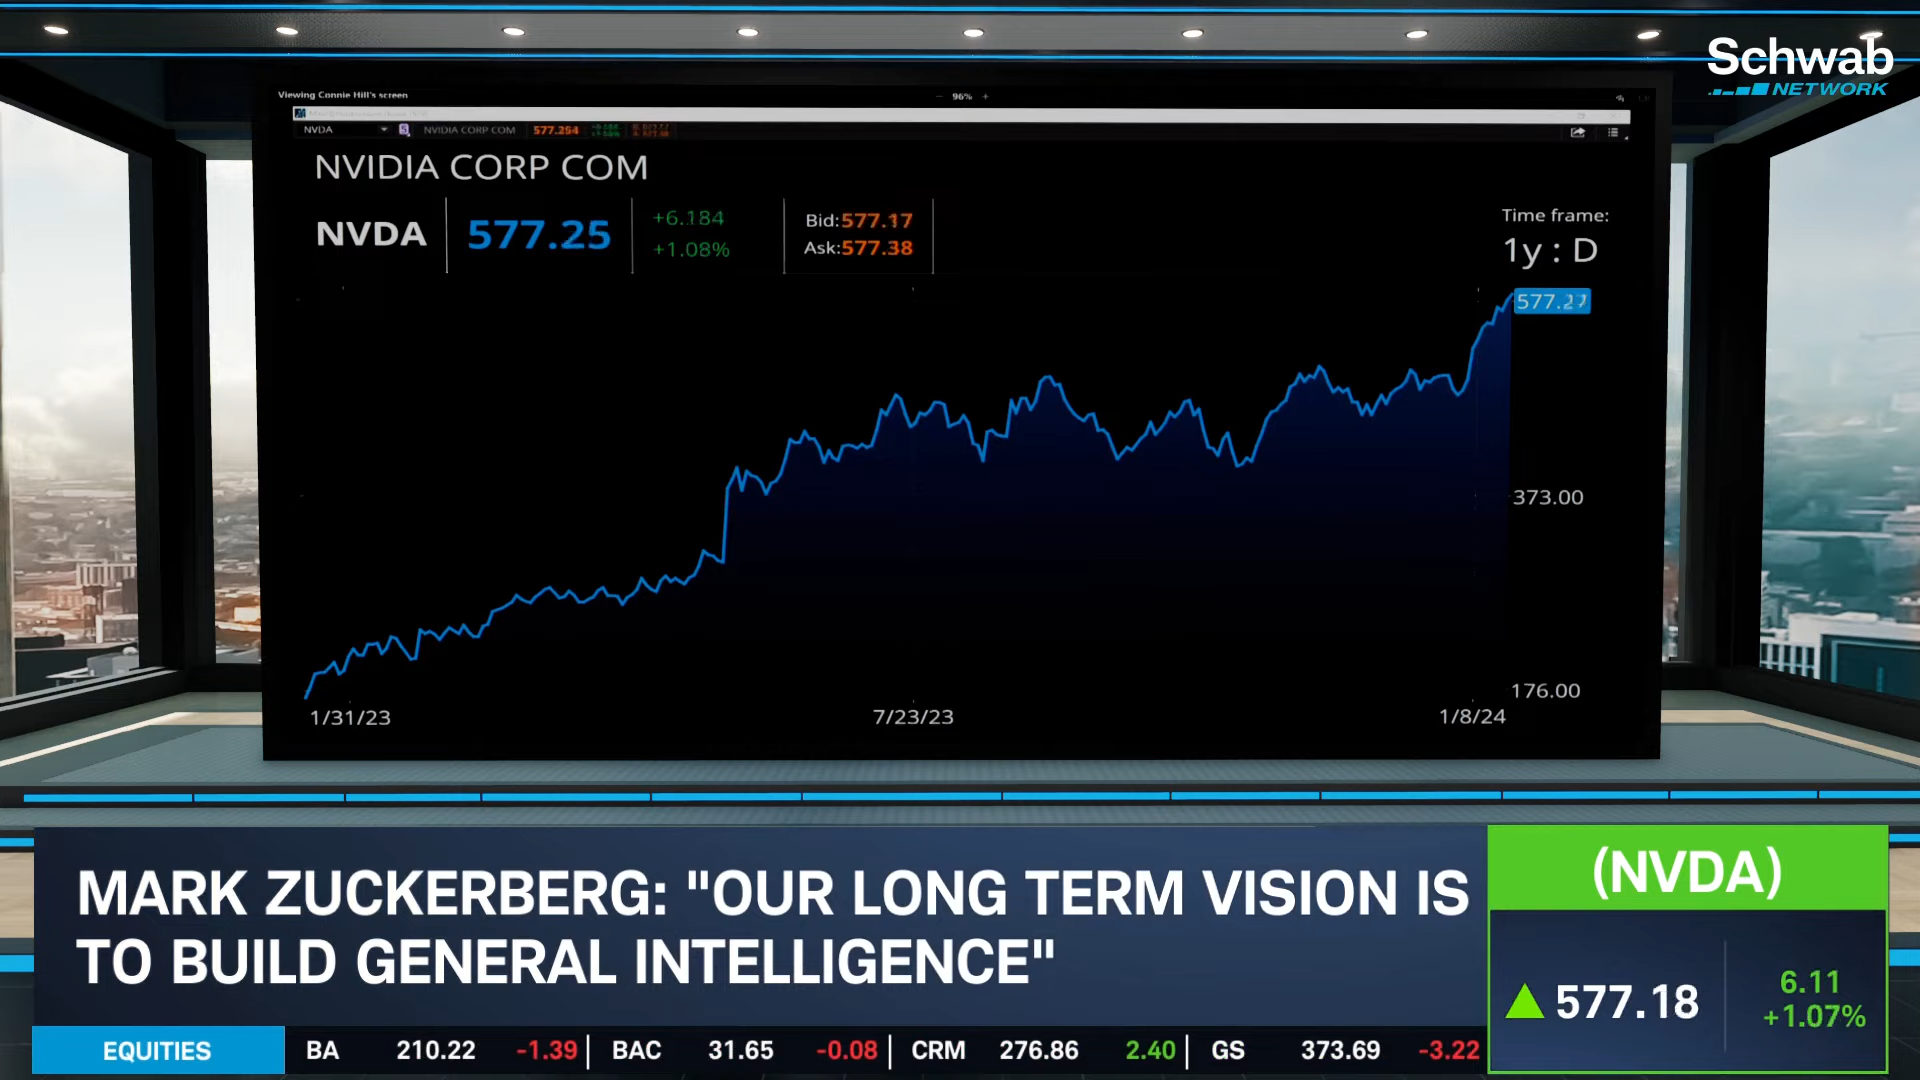 Schwab
NETWORK
Viewing Connie Hill's screen
96% +
NVDA
NVIDIA CORP COM
577.254
NVIDIA CORP COM
NVDA
577.25
+6.184
+1.08%
Bid:577.17
Ask:577.38
Time frame:
1y : D
577.27
373.00
176.00
1/31/23
7/23/23
1/8/24
MARK ZUCKERBERG: "OUR LONG TERM VISION IS
TO BUILD GENERAL INTELLIGENCE"
(NVDA)
577.18
6.11
+1.07%
EQUITIES
BA 210.22 -1.39 BAC 31.65 -0.08 CRM 276.86 2.40 GS 373.69 -3.22